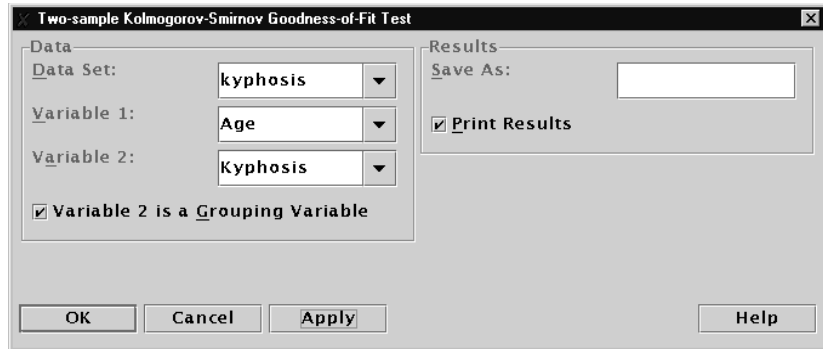 Two-sample Kolmogorov-Smirnov Goodness-of-Fit Test
Data
Data Set:
kyphosis
Variable 1:
Age
Variable 2:
Kyphosis
Variable 2 is a Grouping Variable
Results
Save As:
Print Results
OK
Cancel
Apply
Help